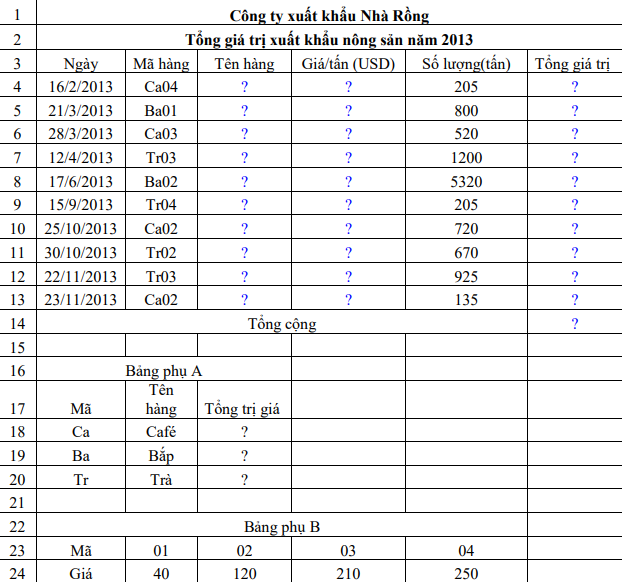 1 Công ty xuất khẩu Nhà Rồng
2 Tổng giá trị xuất khẩu nông sản năm 2013
3 Ngày Mã hàng Tên hàng Giá/tấn (USD) Số lượng(tấn) Tổng giá trị
4 16/2/2013 Ca04 ? ? 205 ?
5 21/3/2013 Ba01 ? ? 800 ?
6 28/3/2013 Ca03 ? ? 520 ?
7 12/4/2013 Tr03 ? ? 1200 ?
8 17/6/2013 Ba02 ? ? 5320 ?
9 15/9/2013 Tr04 ? ? 205 ?
10 25/10/2013 Ca02 ? ? 720 ?
11 30/10/2013 Tr02 ? ? 670 ?
12 22/11/2013 Tr03 ? ? 925 ?
13 23/11/2013 Ca02 ? ? 135 ?
14 Tổng cộng ?
15
16 Bảng phụ A
Tên
17 Mã hàng Tổng trị giá
18 Ca Café ?
19 Ba Bắp ?
20 Tr Trà ?
21
22 Bảng phụ B
23 Mã 01 02 03 04
24 Giá 40 120 210 250